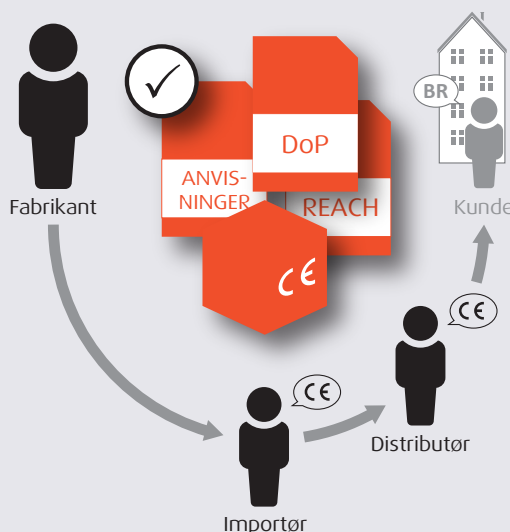 Fabrikant
DoP
ANVIS-
NINGER
REACH
CE
BR
Kunde
CE
Distributør
CE
Importør